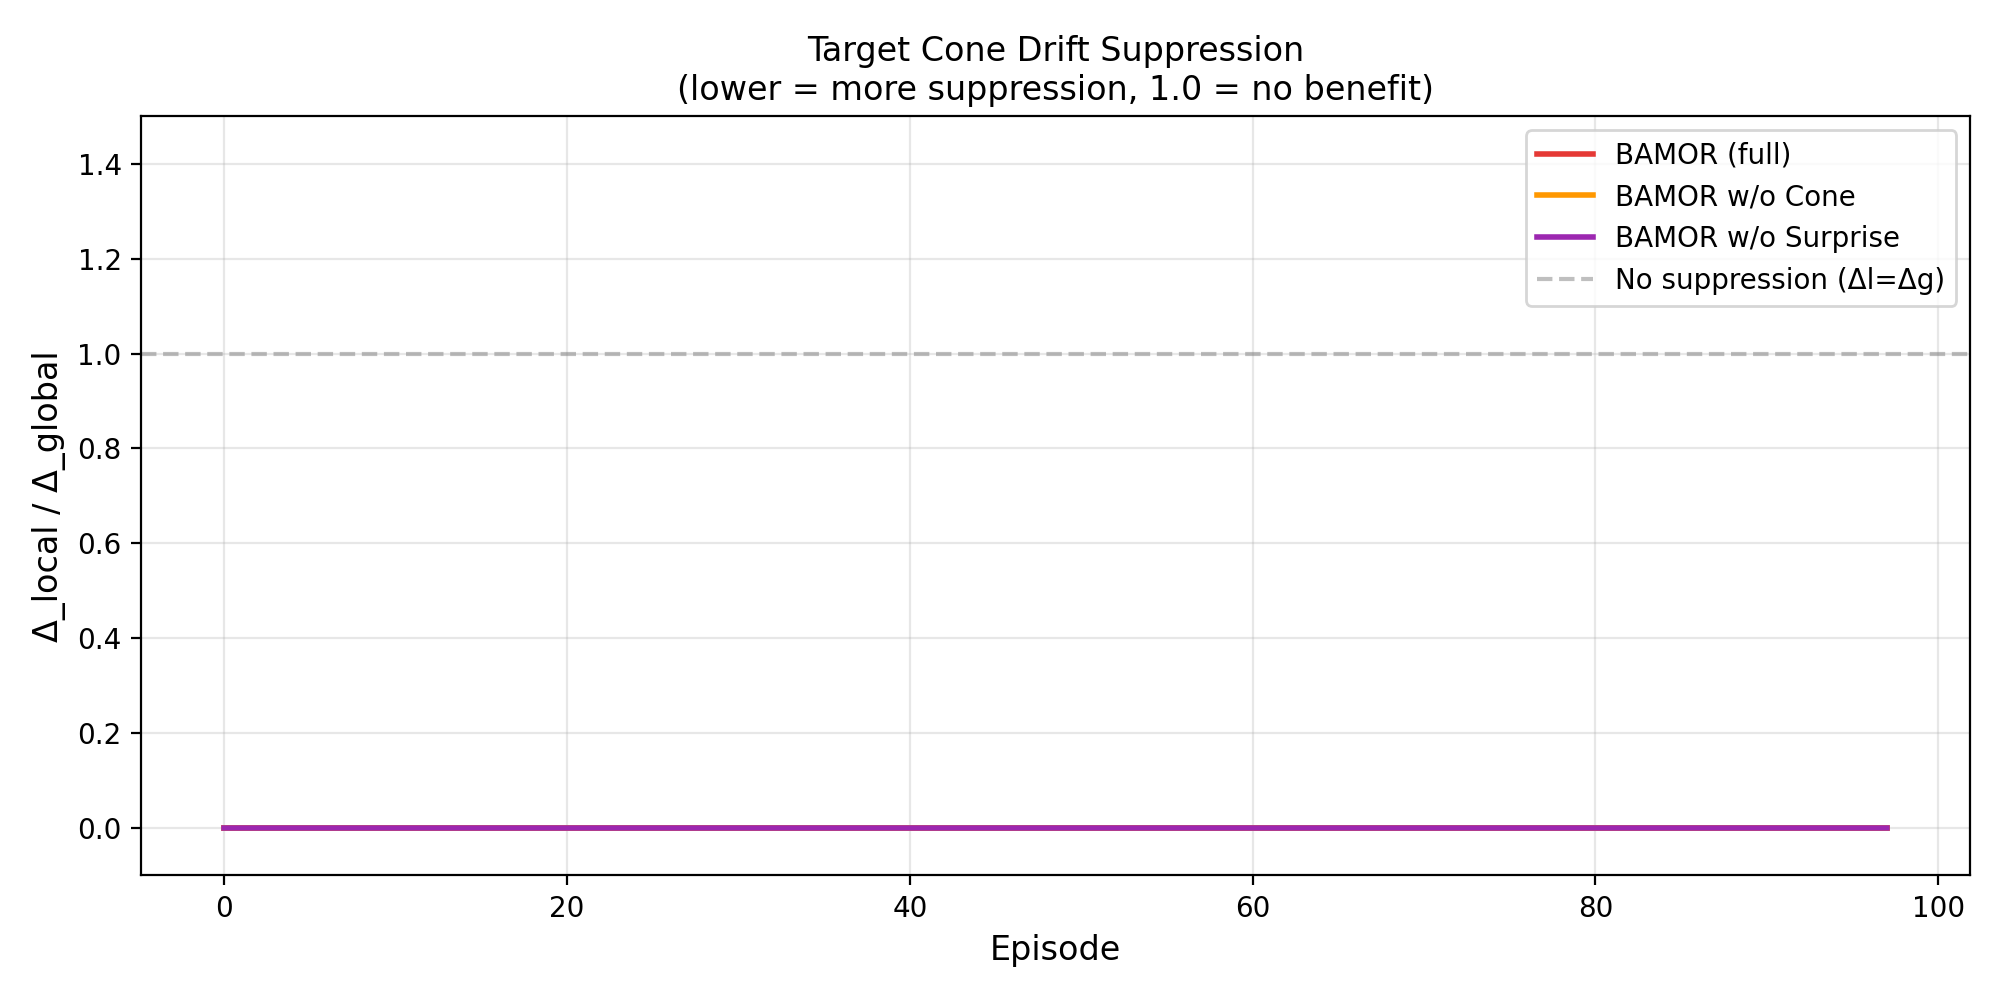 Target Cone Drift Suppression
(lower = more suppression, 1.0 = no benefit)
Δ_local / Δ_global
1.4
1.2
1.0
0.8
0.6
0.4
0.2
0.0
BAMOR (full)
BAMOR w/o Cone
BAMOR w/o Surprise
No suppression (Δl=Δg)
0 20 40 60 80 100
Episode